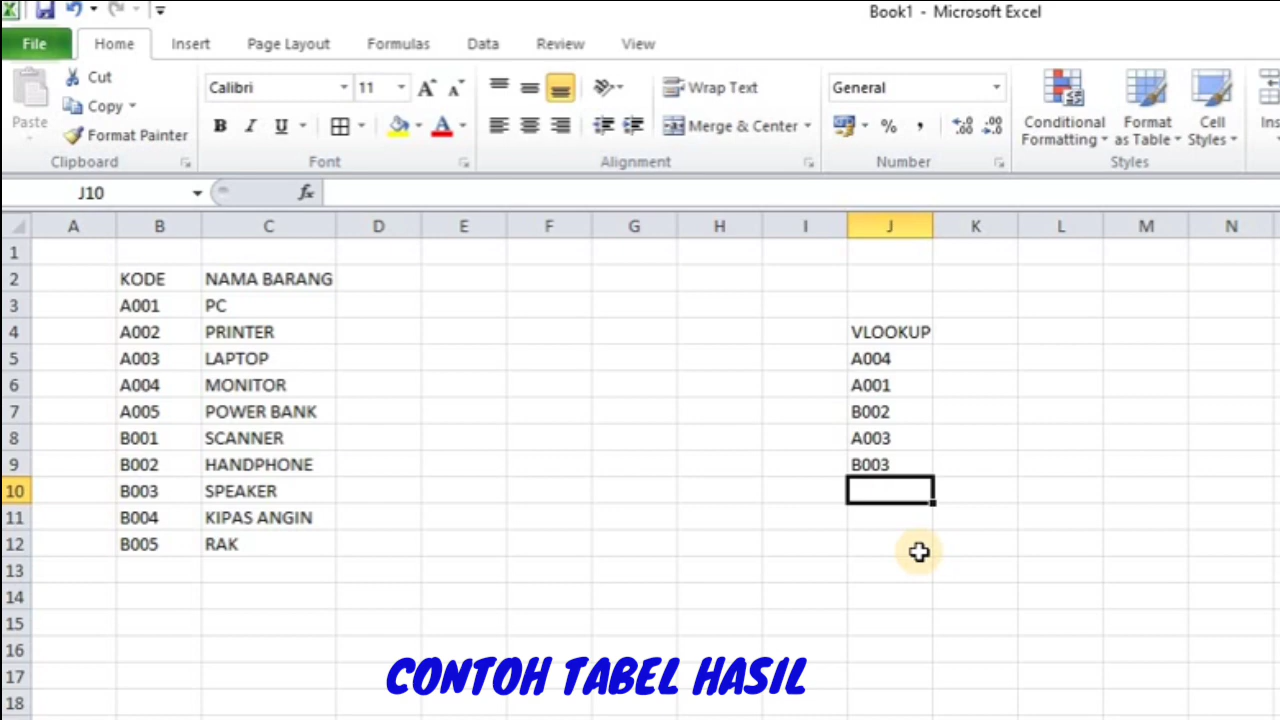 Book1 - Microsoft Excel
File Home Insert Page Layout Formulas Data Review View
Cut
Copy
Format Painter
Paste
Calibri 11
B I U
Wrap Text
Merge & Center
General
%
Conditional Formatting
Format as Table
Cell Styles
Ins
Clipboard Font Alignment Number Styles
J10 fx
A B C D E F G H I J K L M N
1
2 KODE NAMA BARANG
3 A001 PC
4 A002 PRINTER VLOOKUP
5 A003 LAPTOP A004
6 A004 MONITOR A001
7 A005 POWER BANK B002
8 B001 SCANNER A003
9 B002 HANDPHONE B003
10 B003 SPEAKER
11 B004 KIPAS ANGIN
12 B005 RAK
13
14
15
16
17
18
CONTOH TABEL HASIL